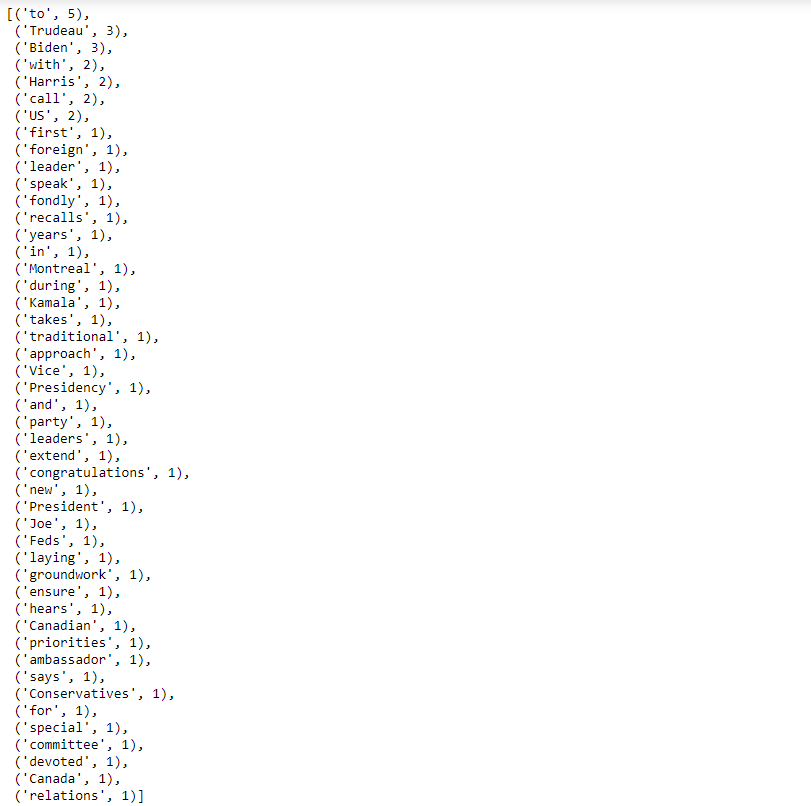 [('to', 5),
('Trudeau', 3),
('Biden', 3),
('with', 2),
('Harris', 2),
('call', 2),
('US', 2),
('first', 1),
('foreign', 1),
('leader', 1),
('speak', 1),
('fondly', 1),
('recalls', 1),
('years', 1),
('in', 1),
('Montreal', 1),
('during', 1),
('Kamala', 1),
('takes', 1),
('traditional', 1),
('approach', 1),
('Vice', 1),
('Presidency', 1),
('and', 1),
('party', 1),
('leaders', 1),
('extend', 1),
('congratulations', 1),
('new', 1),
('President', 1),
('Joe', 1),
('Feds', 1),
('laying', 1),
('groundwork', 1),
('ensure', 1),
('hears', 1),
('Canadian', 1),
('priorities', 1),
('ambassador', 1),
('says', 1),
('Conservatives', 1),
('for', 1),
('special', 1),
('committee', 1),
('devoted', 1),
('Canada', 1),
('relations', 1)]